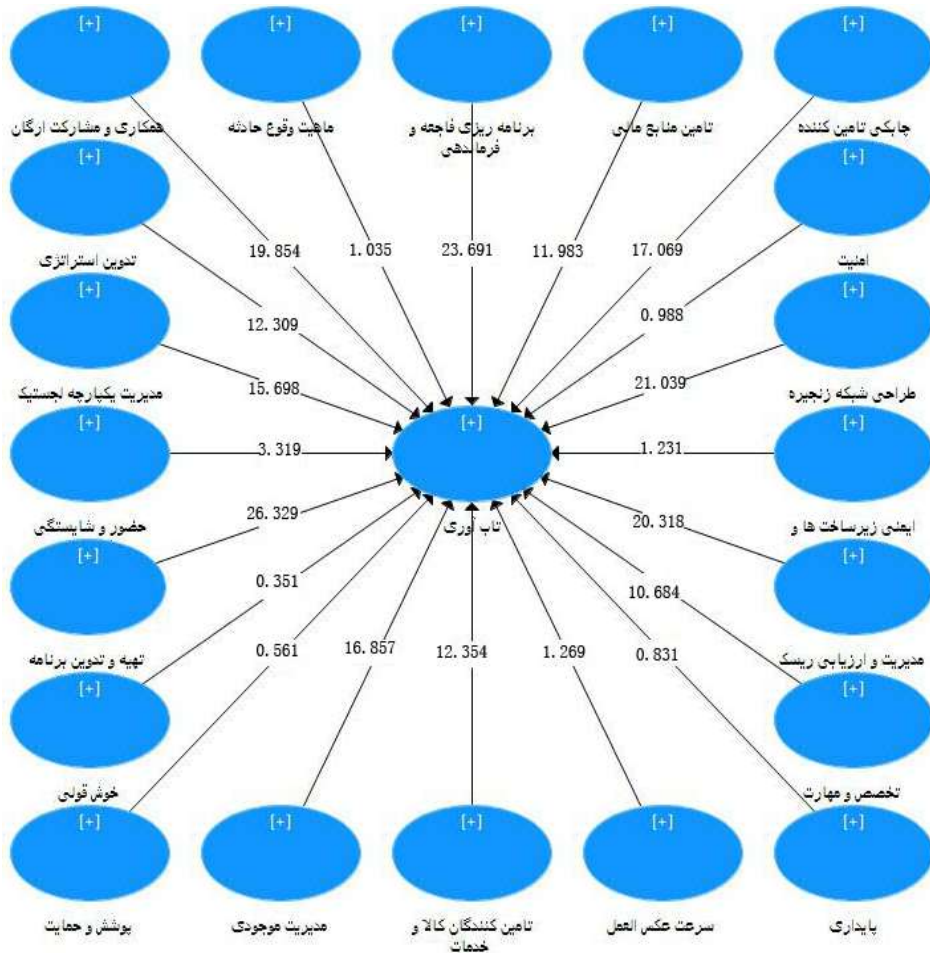 [+] [+] [+] [+] [+]
همکاری و مشارکت ارگان
ماهیت وقوع حادثه
برنامه ریزی فاجعه و
فرماندهی
تامین منابع مالی
چابکی تامین کننده
[+] [+]
تدوین استراتژی
19.854
1.035
23.691
11.983
17.069
امنیت
[+] [+]
12.309
0.988
مدیریت یکپارچه لجستیک
15.698
21.039
طراحی شبکه زنجیره
[+] [+] [+]
3.319
1.231
حضور و شایستگی
26.329
تاب آوری
20.318
ایمنی زیرساخت ها و
[+] [+]
0.351
10.684
تهیه و تدوین برنامه
0.561
16.857
12.354
1.269
0.831
مدیریت و ارزیابی ریسک
[+] [+]
خوش قولی
تخصص و مهارت
[+] [+] [+] [+] [+]
پوشش و حمایت
مدیریت موجودی
تامین کنندگان کالا و
خدمات
سرعت عکس العمل
پایداری